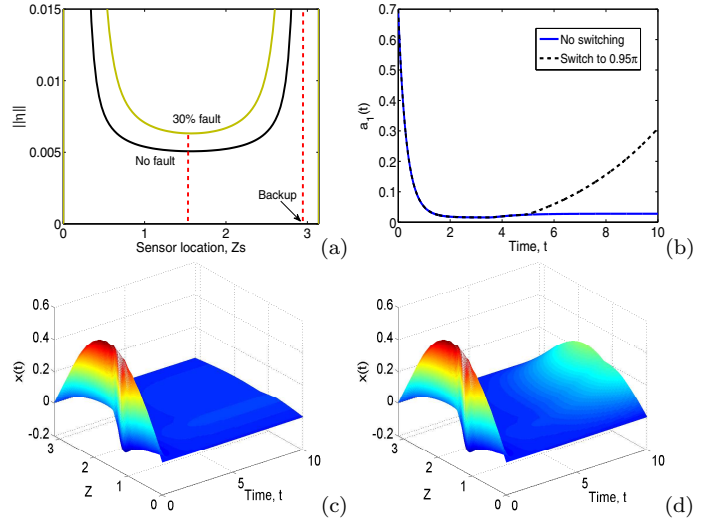 0.015
0.01
0.005
0
||η||
30% fault
No fault
Backup
0 1 2 3
Sensor location, Zs
(a)
0.7
0.6
0.5
0.4
0.3
0.2
0.1
0
a1(t)
No switching
Switch to 0.95π
0 2 4 6 8 10
Time, t
(b)
0.6
0.4
0.2
0
-0.2
x(t)
3
2
1
0
Z
0
5
10
Time, t
(c)
0.6
0.4
0.2
0
-0.2
x(t)
3
2
1
0
Z
0
5
10
Time, t
(d)